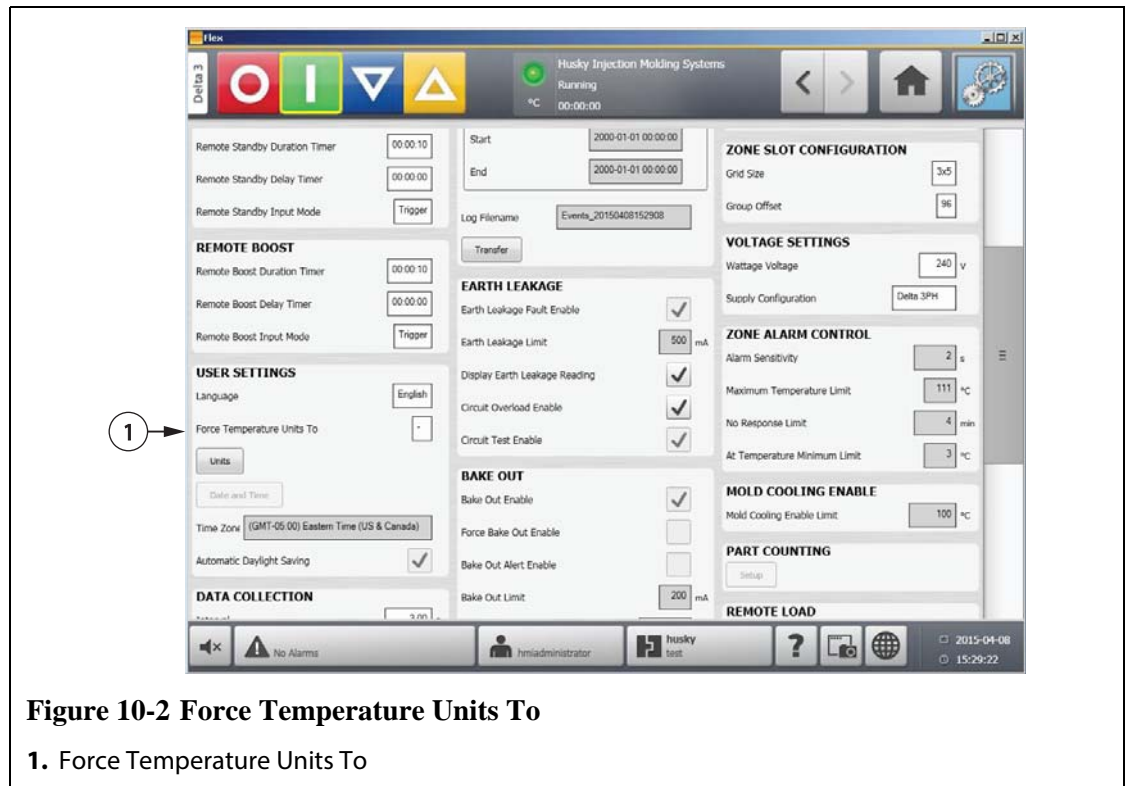 Flex
Delta 3
Husky Injection Molding Systems
Running
°C 00:00:00
Remote Standby Duration Timer 00:00:10
Remote Standby Delay Timer 00:00:00
Remote Standby Input Mode Trigger
REMOTE BOOST
Remote Boost Duration Timer 00:00:10
Remote Boost Delay Timer 00:00:00
Remote Boost Input Mode Trigger
USER SETTINGS
Language English
1
Force Temperature Units To -
Units
Date and Time
Time Zone (GMT-05:00) Eastern Time (US & Canada)
Automatic Daylight Saving
DATA COLLECTION
Start 2000-01-01 00:00:00
End 2000-01-01 00:00:00
Log Filename Events_20150408152908
Transfer
EARTH LEAKAGE
Earth Leakage Fault Enable
Earth Leakage Limit 500 mA
Display Earth Leakage Reading
Circuit Overload Enable
Circuit Test Enable
BAKE OUT
Bake Out Enable
Force Bake Out Enable
Bake Out Alert Enable
Bake Out Limit 200 mA
ZONE SLOT CONFIGURATION
Grid Size 3x5
Group Offset 96
VOLTAGE SETTINGS
Wattage Voltage 240 V
Supply Configuration Delta 3PH
ZONE ALARM CONTROL
Alarm Sensitivity 2 s
Maximum Temperature Limit 111 °C
No Response Limit 4 min
At Temperature Minimum Limit 3 °C
MOLD COOLING ENABLE
Mold Cooling Enable Limit 100 °C
PART COUNTING
Setup
REMOTE LOAD
No Alarms
hmiadministrator
husky
test
?
2015-04-08
15:29:22
Figure 10-2 Force Temperature Units To
1. Force Temperature Units To